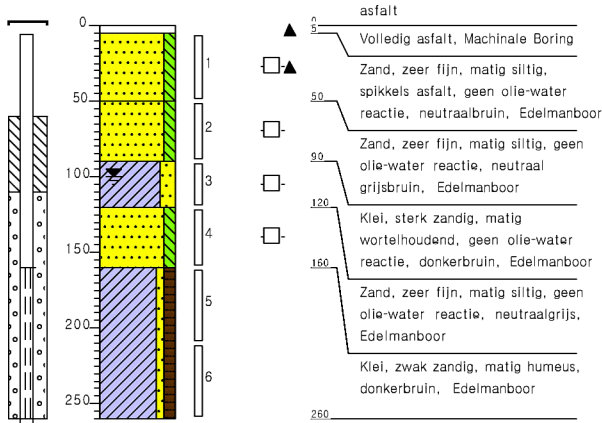 asfalt
0
0
5
Volledig asfalt, Machinale Boring
1
Zand, zeer fijn, matig siltig,
spikkels asfalt, geen olie-water
reactie, neutraalbruin, Edelmanboor
50
50
2
Zand, zeer fijn, matig siltig, geen
olie-water reactie, neutraal
grijsbruin, Edelmanboor
90
100
3
120
Klei, sterk zandig, matig
wortelhoudend, geen olie-water
reactie, donkerbruin, Edelmanboor
4
150
160
Zand, zeer fijn, matig siltig, geen
olie-water reactie, neutraalgrijs,
Edelmanboor
5
200
Klei, zwak zandig, matig humeus,
donkerbruin, Edelmanboor
6
250
260